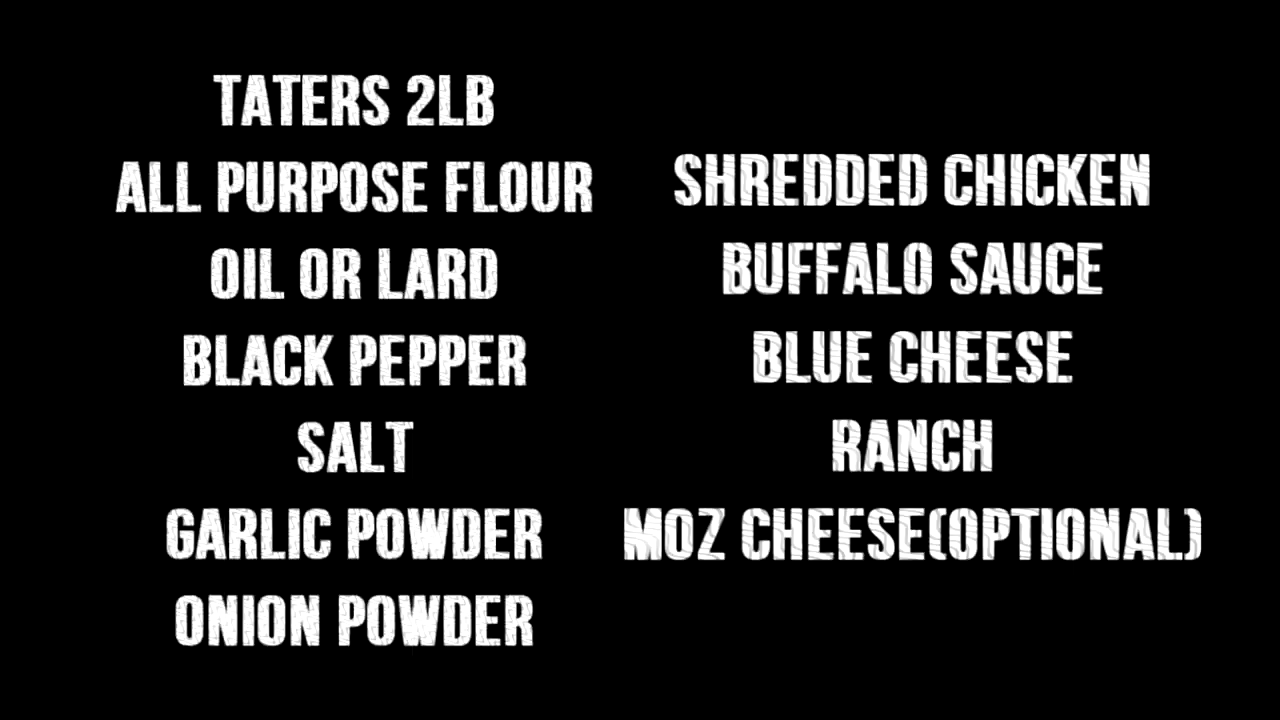 TATERS 2LB
ALL PURPOSE FLOUR
OIL OR LARD
BLACK PEPPER
SALT
GARLIC POWDER
ONION POWDER
SHREDDED CHICKEN
BUFFALO SAUCE
BLUE CHEESE
RANCH
MOZ CHEESE(OPTIONAL)